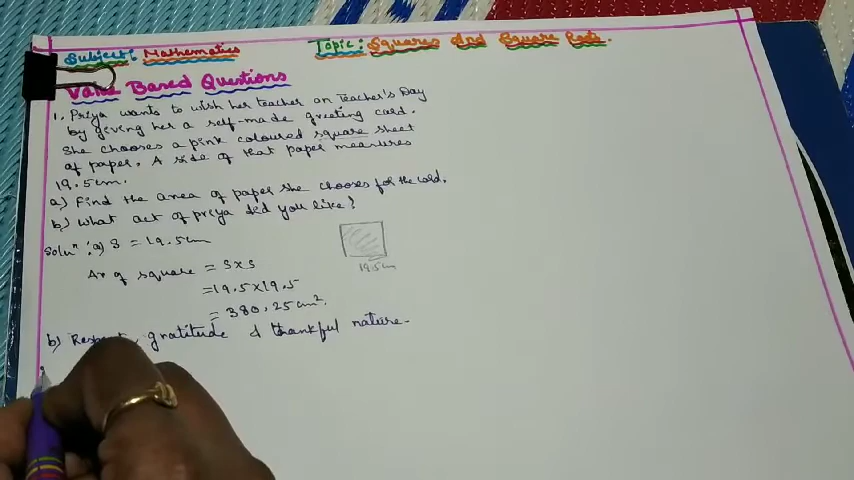 Subject: Mathematics
Topic: Squares And Square Roots.
Value Based Questions
1. Priya wants to wish her teacher on Teacher's Day
by giving her a self-made greeting card.
She chooses a pink coloured square sheet
of paper. A side of that paper measures
19.5cm.
a) Find the area of paper she chooses for the card.
b) What act of priya did you like?
Soluⁿ: a) S = 19.5cm
Ar of square = S×S
= 19.5×19.5
= 380.25cm².
19.5cm
b) Respect, gratitude & thankful nature.